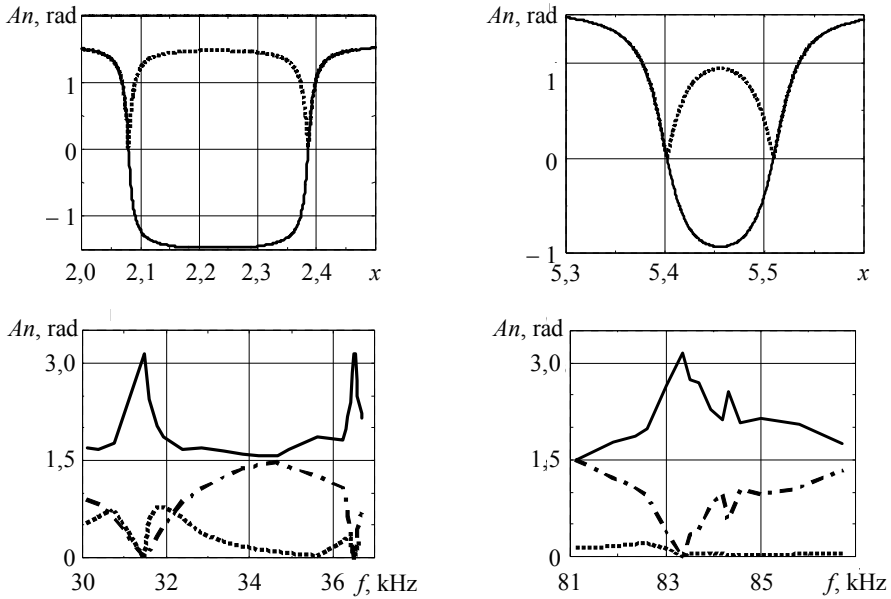 An, rad
1
0
– 1
2,0 2,1 2,2 2,3 2,4 x
An, rad
1
0
– 1
5,3 5,4 5,5 x
An, rad
3,0
1,5
0
30 32 34 36 f, kHz
An, rad
3,0
1,5
0
81 83 85 f, kHz